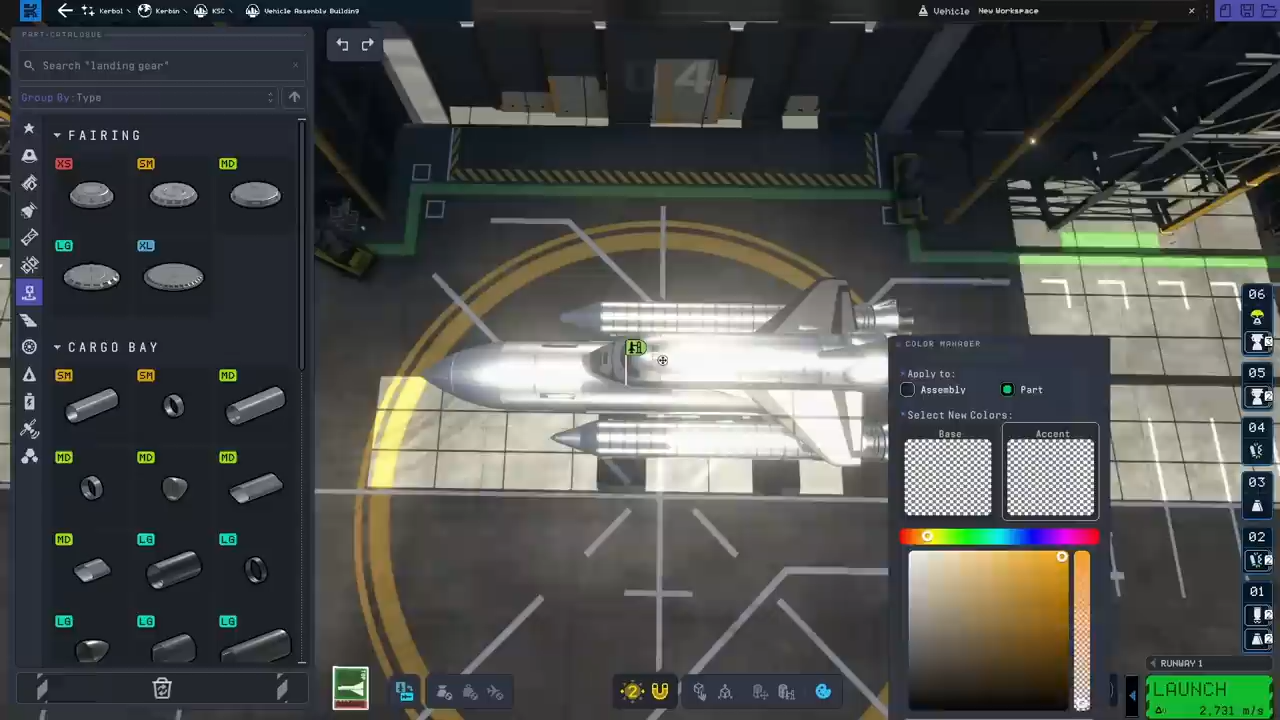 Kerbol
Kerbin
KSC
Vehicle Assembly Building
Vehicle
New Workspace
PART-CATALOGUE
Search "landing gear"
Group By: Type
FAIRING
XS
SM
MD
LG
XL
CARGO BAY
SM
SM
MD
MD
MD
MD
MD
LG
LG
LG
LG
LG
4
COLOR MANAGER
Apply to:
Assembly
Part
Select New Colors:
Base
Accent
06
05
04
03
02
01
2
RUNWAY 1
LAUNCH
2,731 m/s